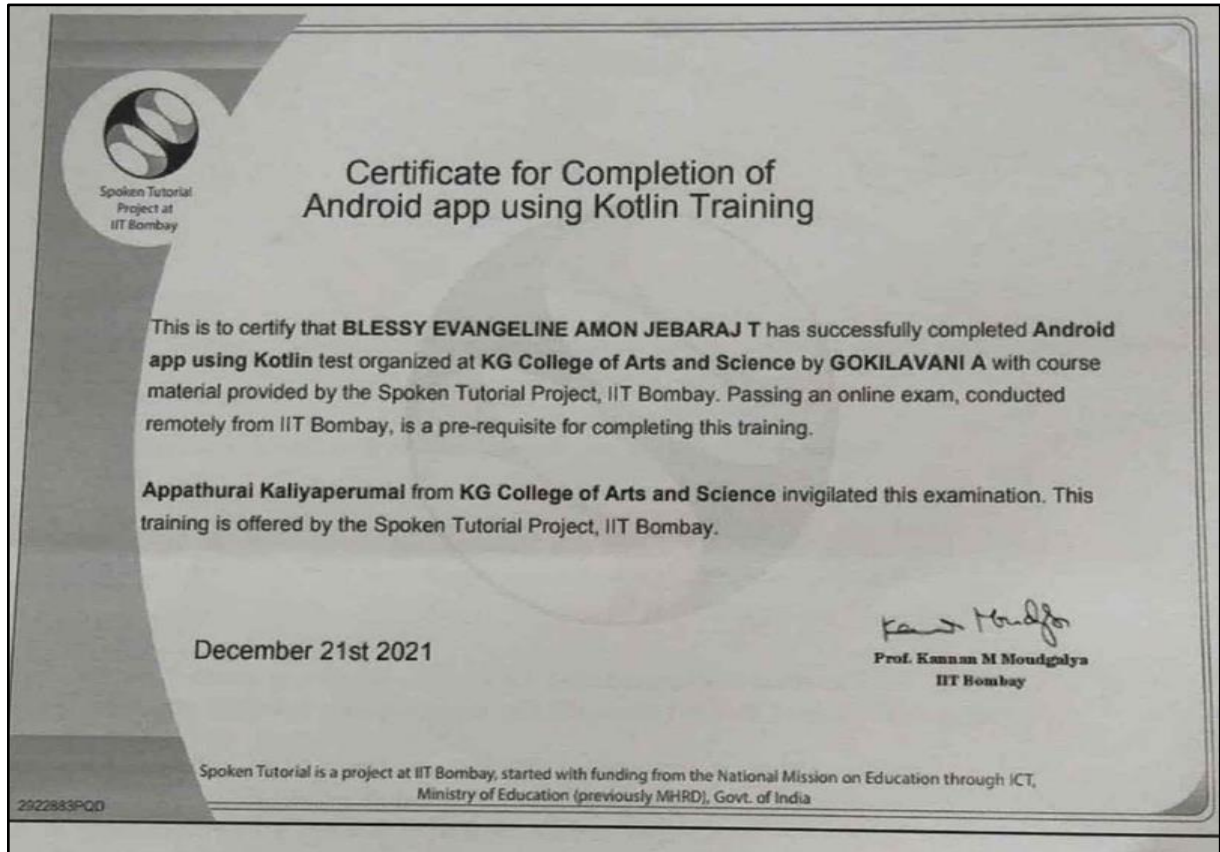 Spoken Tutorial
Project at
IIT Bombay
Certificate for Completion of
Android app using Kotlin Training
This is to certify that BLESSY EVANGELINE AMON JEBARAJ T has successfully completed Android
app using Kotlin test organized at KG College of Arts and Science by GOKILAVANI A with course
material provided by the Spoken Tutorial Project, IIT Bombay. Passing an online exam, conducted
remotely from IIT Bombay, is a pre-requisite for completing this training.
Appathurai Kaliyaperumal from KG College of Arts and Science invigilated this examination. This
training is offered by the Spoken Tutorial Project, IIT Bombay.
December 21st 2021
Prof. Kannan M Moudgalya
IIT Bombay
Spoken Tutorial is a project at IIT Bombay, started with funding from the National Mission on Education through ICT,
Ministry of Education (previously MHRD), Govt. of India
2922883PQD